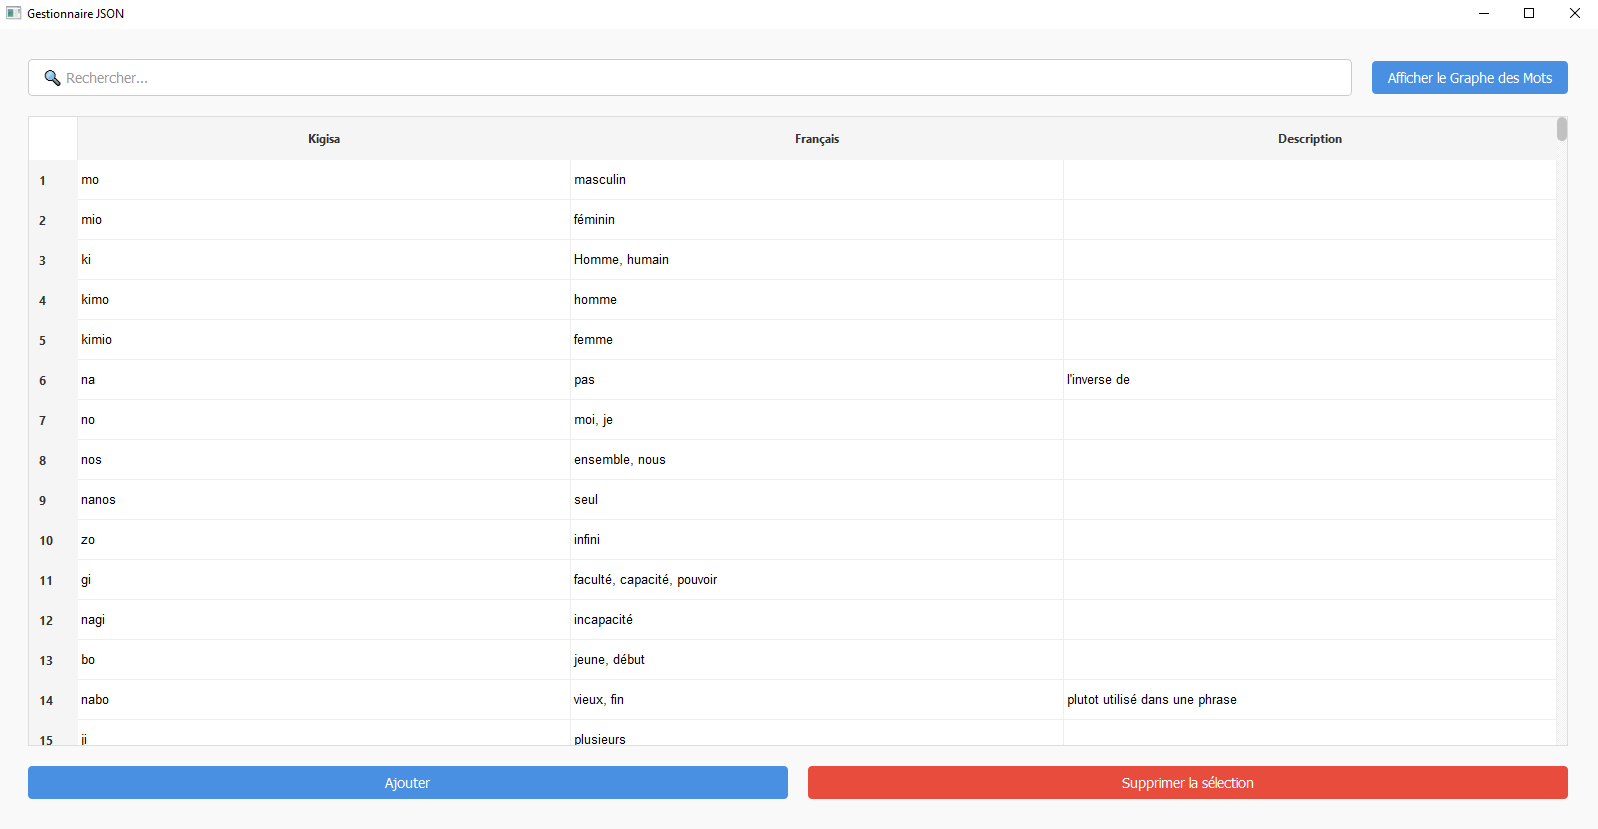 Gestionnaire JSON
Rechercher...
Afficher le Graphe des Mots
Kigisa Français Description
1 mo masculin
2 mio féminin
3 ki Homme, humain
4 kimo homme
5 kimio femme
6 na pas l'inverse de
7 no moi, je
8 nos ensemble, nous
9 nanos seul
10 zo infini
11 gi faculté, capacité, pouvoir
12 nagi incapacité
13 bo jeune, début
14 nabo vieux, fin plutot utilisé dans une phrase
15 ji plusieurs
Ajouter Supprimer la sélection